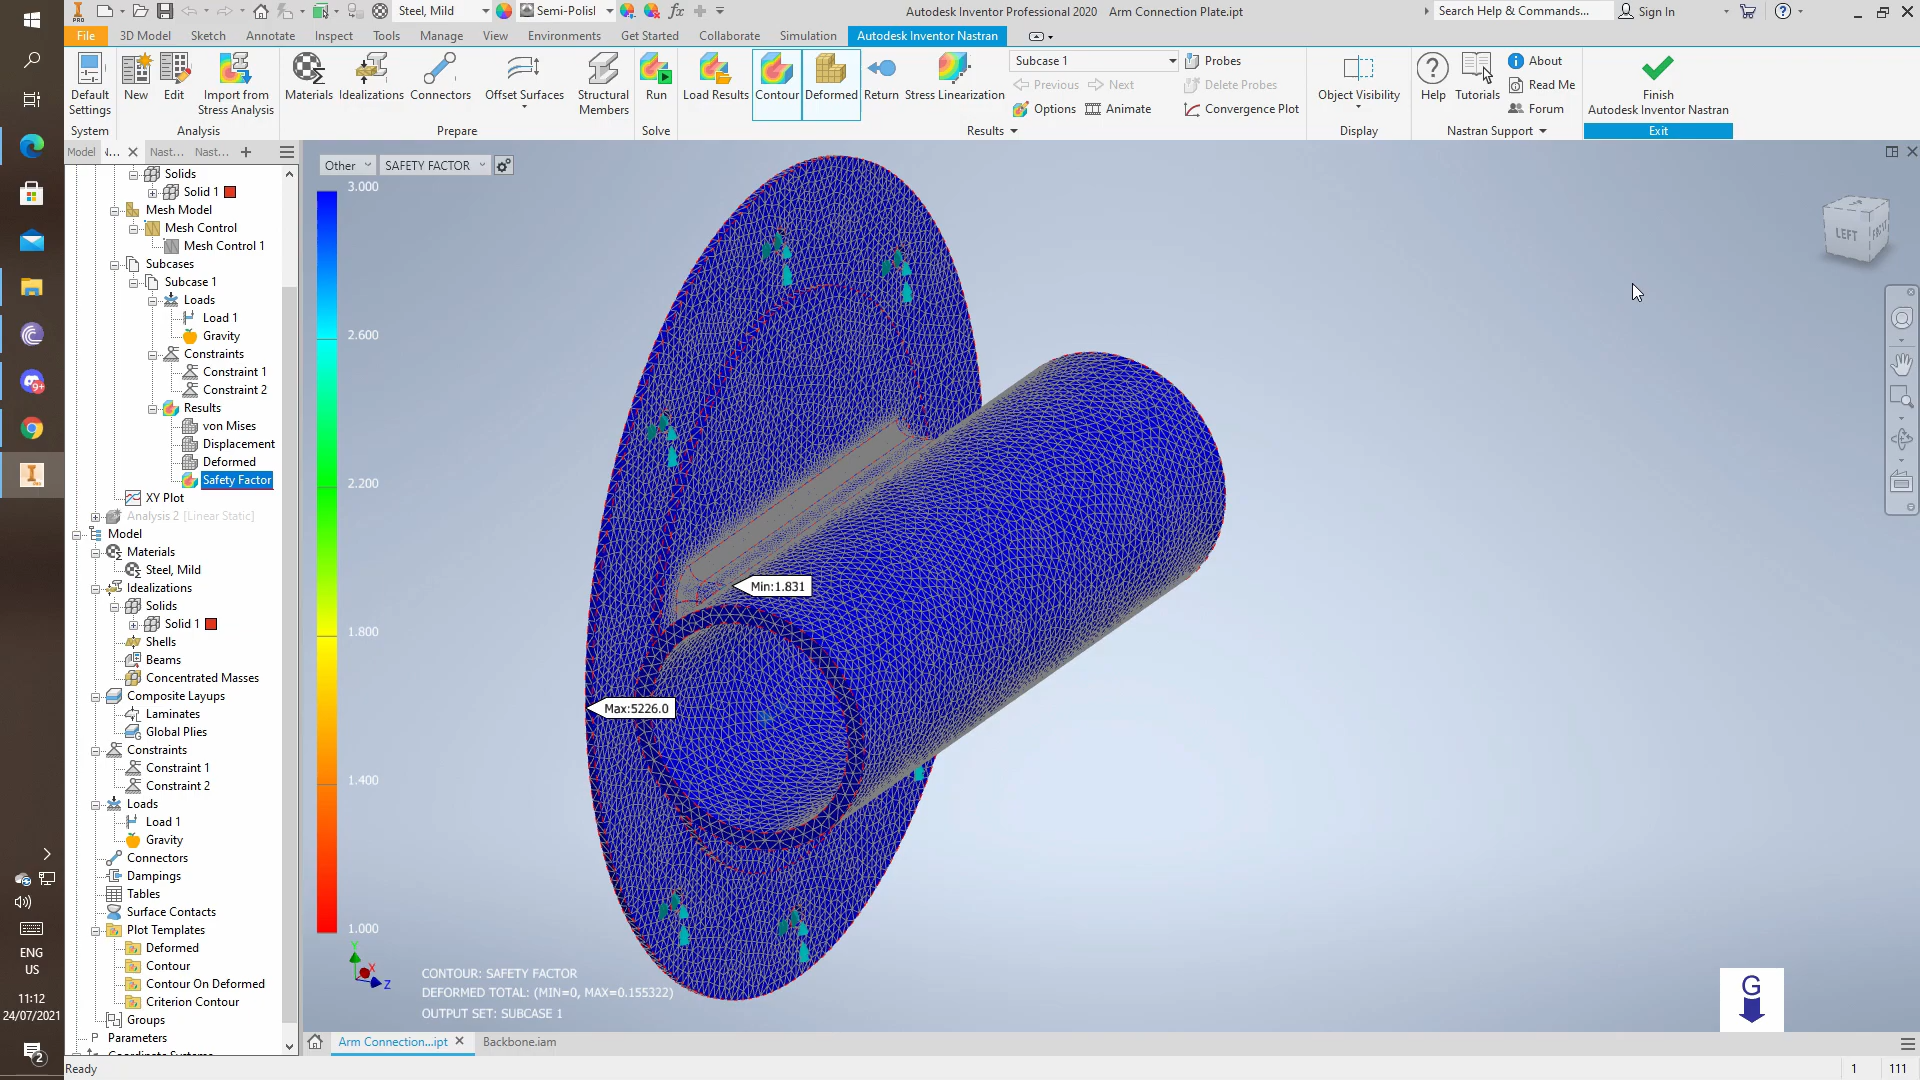 PRO
Steel, Mild
Semi-Polisl
fx
Autodesk Inventor Professional 2020 Arm Connection Plate.ipt
Search Help & Commands...
Sign In
File
3D Model
Sketch
Annotate
Inspect
Tools
Manage
View
Environments
Get Started
Collaborate
Simulation
Autodesk Inventor Nastran
Default
Settings
New
Edit
Import from
Stress Analysis
Materials
Idealizations
Connectors
Offset Surfaces
Structural
Members
Run
Load Results
Contour
Deformed
Return
Stress Linearization
Subcase 1
Previous
Next
Options
Animate
Probes
Delete Probes
Convergence Plot
Object Visibility
Help
Tutorials
About
Read Me
Forum
Finish
Autodesk Inventor Nastran
System
Analysis
Prepare
Solve
Results
Display
Nastran Support
Exit
Model
Nast...
Nast...
Solids
Solid 1
Mesh Model
Mesh Control
Mesh Control 1
Subcases
Subcase 1
Loads
Load 1
Gravity
Constraints
Constraint 1
Constraint 2
Results
von Mises
Displacement
Deformed
Safety Factor
XY Plot
Analysis 2 [Linear Static]
Model
Materials
Steel, Mild
Idealizations
Solids
Solid 1
Shells
Beams
Concentrated Masses
Composite Layups
Laminates
Global Plies
Constraints
Constraint 1
Constraint 2
Loads
Load 1
Gravity
Connectors
Dampings
Tables
Surface Contacts
Plot Templates
Deformed
Contour
Contour On Deformed
Criterion Contour
Groups
Parameters
Other
SAFETY FACTOR
3.000
2.600
2.200
1.800
1.400
1.000
Min:1.831
Max:5226.0
LEFT
Y
X
Z
CONTOUR: SAFETY FACTOR
DEFORMED TOTAL: (MIN=0, MAX=0.155322)
OUTPUT SET: SUBCASE 1
G
Arm Connection...ipt
Backbone.iam
Ready
1
111
9+
ENG
US
11:12
24/07/2021
2